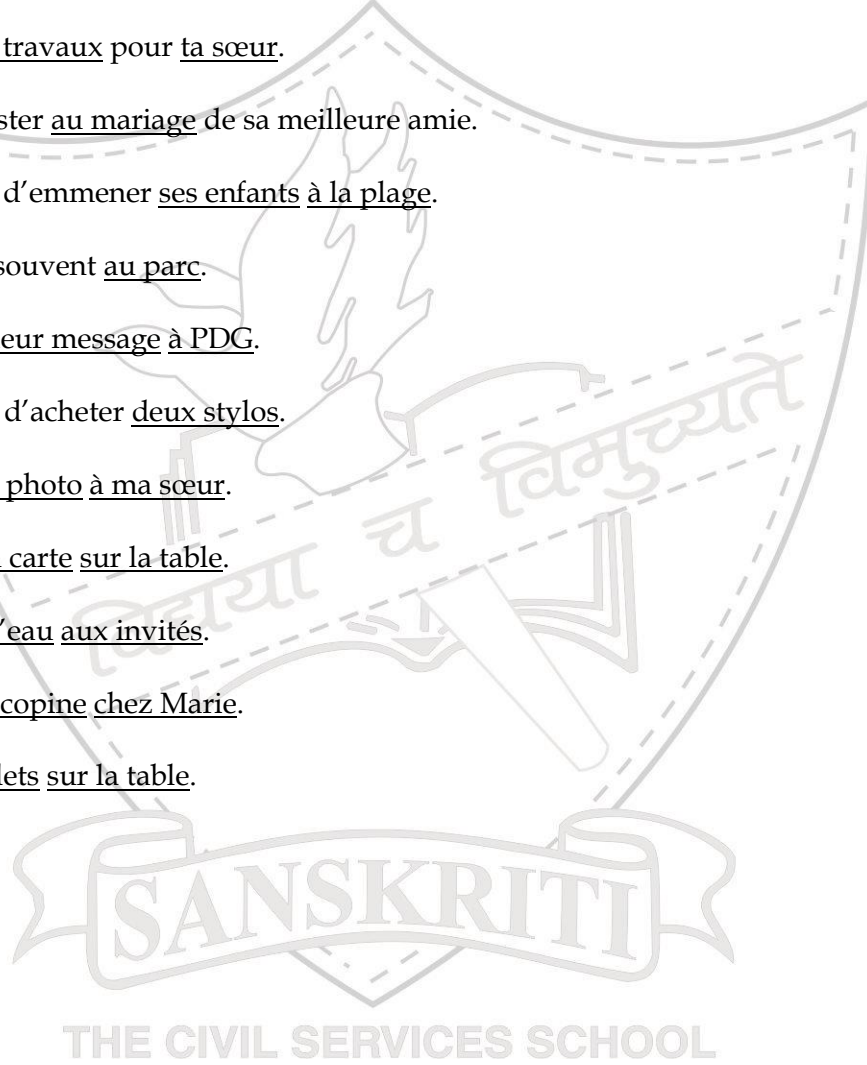 travaux pour ta sœur.
ster au mariage de sa meilleure amie.
d’emmener ses enfants à la plage.
souvent au parc.
eur message à PDG.
d’acheter deux stylos.
photo à ma sœur.
carte sur la table.
’eau aux invités.
copine chez Marie.
lets sur la table.
विद्यया च विमुच्यते
SANSKRITI
THE CIVIL SERVICES SCHOOL